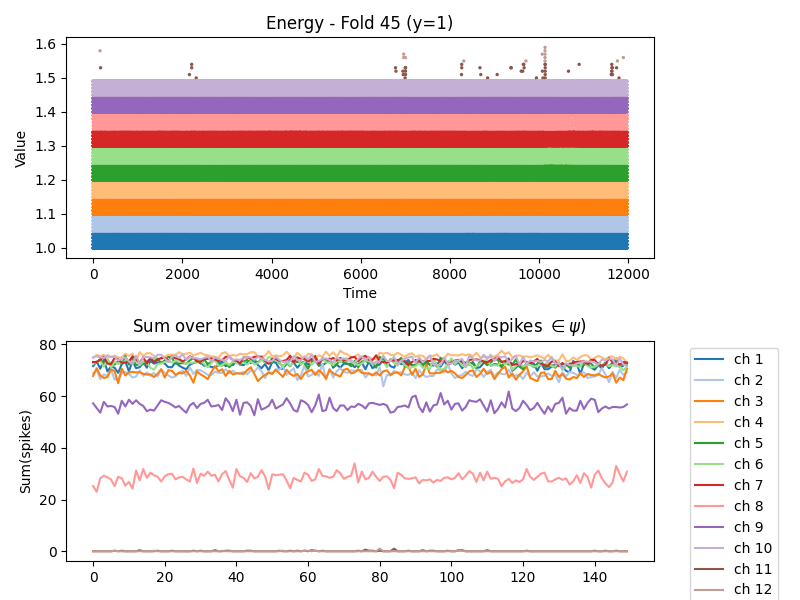 Energy - Fold 45 (y=1)
1.6
1.5
1.4
1.3
1.2
1.1
1.0
Value
0 2000 4000 6000 8000 10000 12000
Time
Sum over timewindow of 100 steps of avg(spikes ∈ ψ)
80
60
40
20
0
Sum(spikes)
0 20 40 60 80 100 120 140
ch 1
ch 2
ch 3
ch 4
ch 5
ch 6
ch 7
ch 8
ch 9
ch 10
ch 11
ch 12